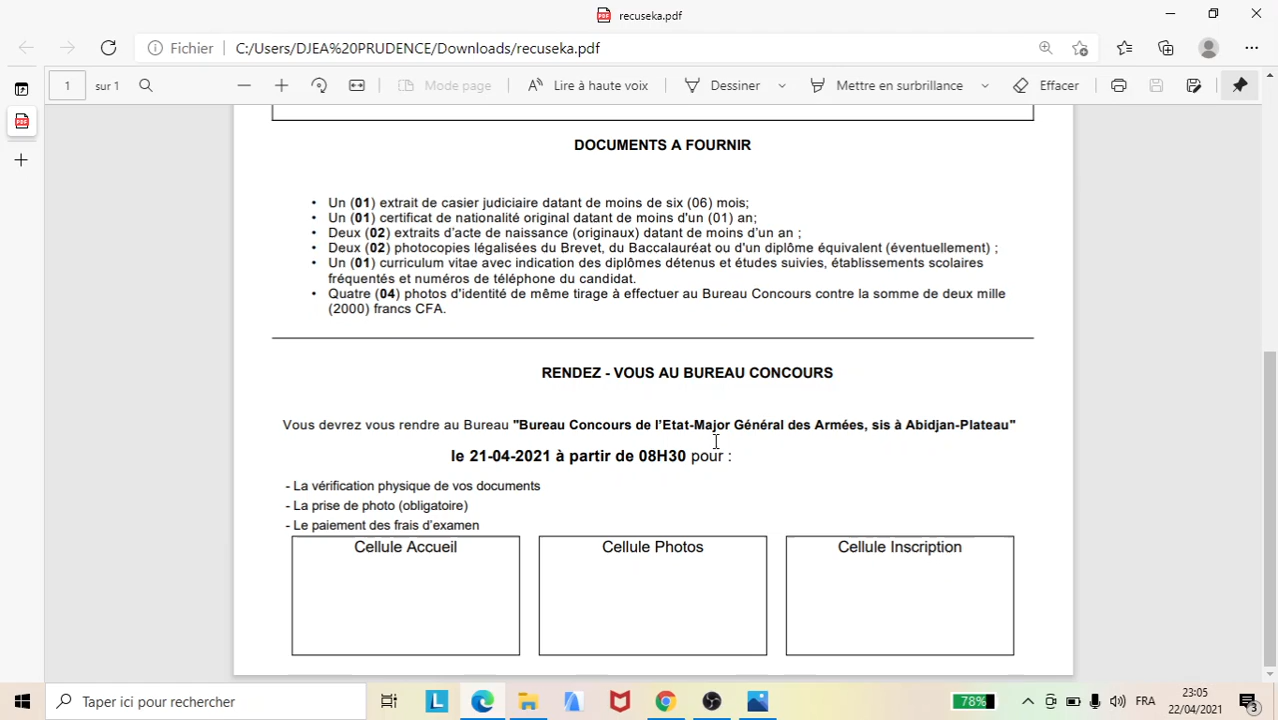 recuseka.pdf
Fichier C:/Users/DJEA%20PRUDENCE/Downloads/recuseka.pdf
1 sur 1 Mode page Lire à haute voix Dessiner Mettre en surbrillance Effacer
DOCUMENTS A FOURNIR
• Un (01) extrait de casier judiciaire datant de moins de six (06) mois;
• Un (01) certificat de nationalité original datant de moins d'un (01) an;
• Deux (02) extraits d'acte de naissance (originaux) datant de moins d'un an ;
• Deux (02) photocopies légalisées du Brevet, du Baccalauréat ou d'un diplôme équivalent (éventuellement) ;
• Un (01) curriculum vitae avec indication des diplômes détenus et études suivies, établissements scolaires
fréquentés et numéros de téléphone du candidat.
• Quatre (04) photos d'identité de même tirage à effectuer au Bureau Concours contre la somme de deux mille
(2000) francs CFA.
RENDEZ - VOUS AU BUREAU CONCOURS
Vous devrez vous rendre au Bureau "Bureau Concours de l'Etat-Major Général des Armées, sis à Abidjan-Plateau"
le 21-04-2021 à partir de 08H30 pour :
- La vérification physique de vos documents
- La prise de photo (obligatoire)
- Le paiement des frais d'examen
Cellule Accueil Cellule Photos Cellule Inscription
Taper ici pour rechercher L 78% FRA 23:05
22/04/2021 3